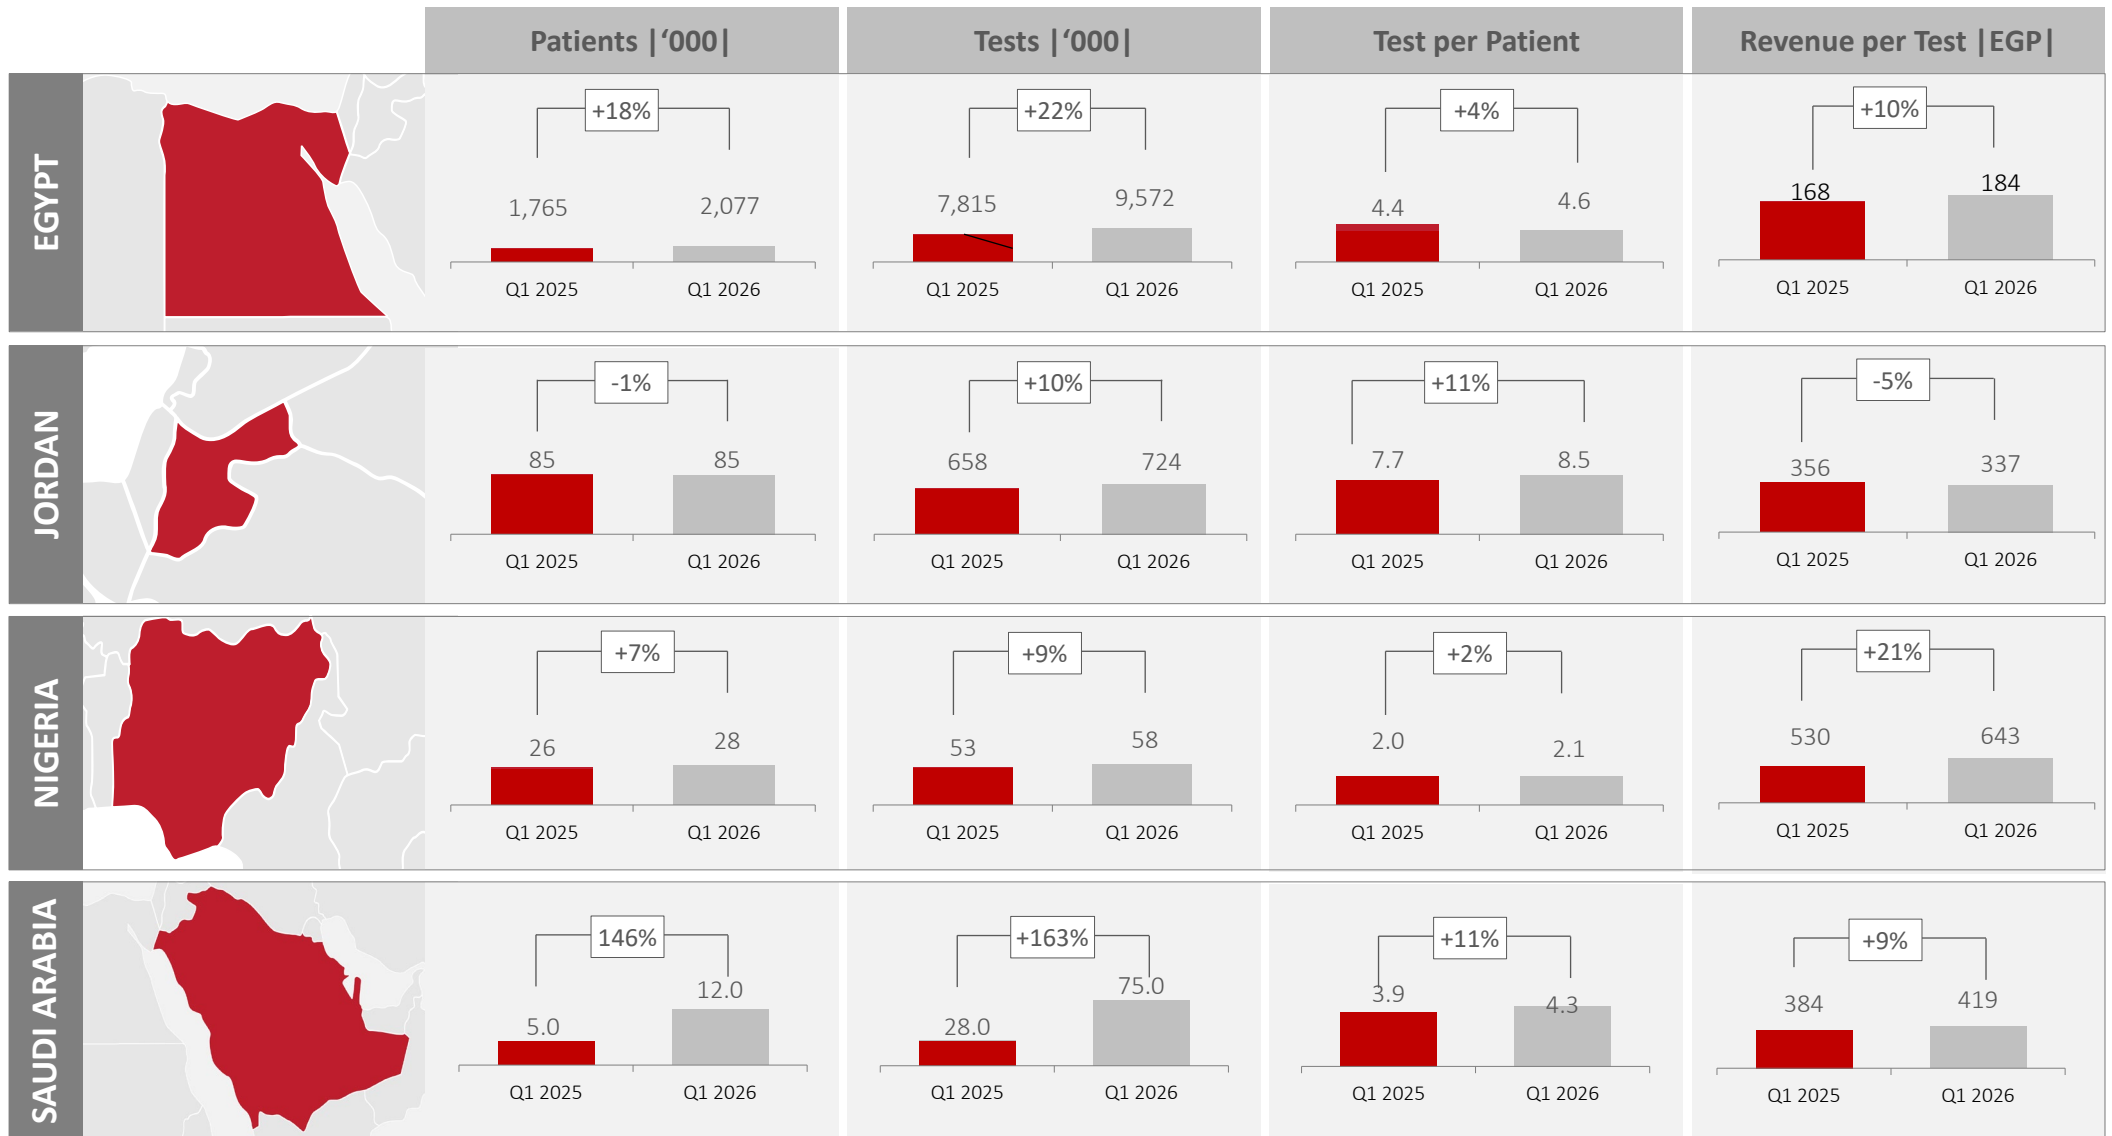 Patients |‘000|
Tests |‘000|
Test per Patient
Revenue per Test |EGP|
EGYPT
+18%
1,765
2,077
Q1 2025
Q1 2026
+22%
7,815
9,572
Q1 2025
Q1 2026
+4%
4.4
4.6
Q1 2025
Q1 2026
+10%
168
184
Q1 2025
Q1 2026
JORDAN
-1%
85
85
Q1 2025
Q1 2026
+10%
658
724
Q1 2025
Q1 2026
+11%
7.7
8.5
Q1 2025
Q1 2026
-5%
356
337
Q1 2025
Q1 2026
NIGERIA
+7%
26
28
Q1 2025
Q1 2026
+9%
53
58
Q1 2025
Q1 2026
+2%
2.0
2.1
Q1 2025
Q1 2026
+21%
530
643
Q1 2025
Q1 2026
SAUDI ARABIA
146%
5.0
12.0
Q1 2025
Q1 2026
+163%
28.0
75.0
Q1 2025
Q1 2026
+11%
3.9
4.3
Q1 2025
Q1 2026
+9%
384
419
Q1 2025
Q1 2026